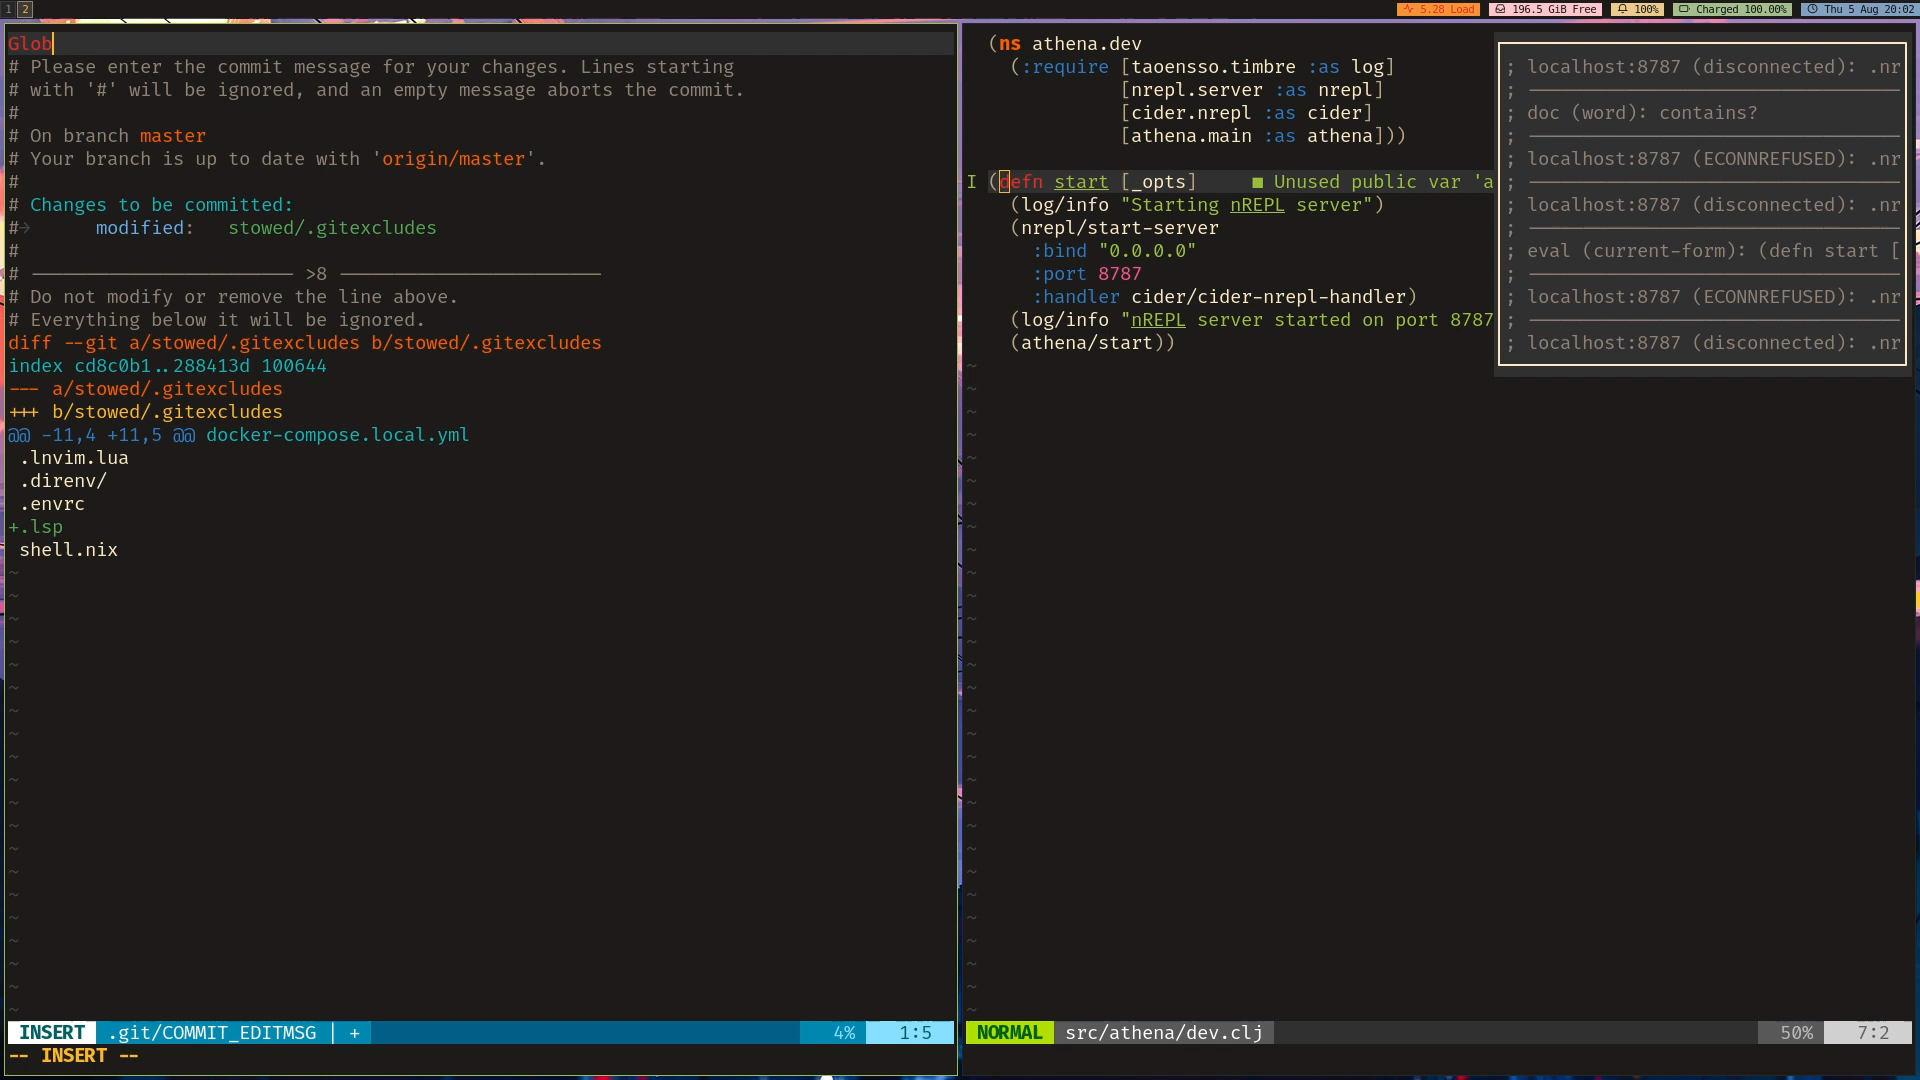 1 2
5.28 Load 196.5 GiB Free 100% Charged 100.00% Thu 5 Aug 20:02
Glob
# Please enter the commit message for your changes. Lines starting
# with '#' will be ignored, and an empty message aborts the commit.
#
# On branch master
# Your branch is up to date with 'origin/master'.
#
# Changes to be committed:
# modified: stowed/.gitexcludes
#
# ------------------------ >8 ------------------------
# Do not modify or remove the line above.
# Everything below it will be ignored.
diff --git a/stowed/.gitexcludes b/stowed/.gitexcludes
index cd8c0b1..288413d 100644
--- a/stowed/.gitexcludes
+++ b/stowed/.gitexcludes
@@ -11,4 +11,5 @@ docker-compose.local.yml
.lnvim.lua
.direnv/
.envrc
+.lsp
shell.nix
INSERT .git/COMMIT_EDITMSG | + 4% 1:5
-- INSERT --
(ns athena.dev
(:require [taoensso.timbre :as log]
[nrepl.server :as nrepl]
[cider.nrepl :as cider]
[athena.main :as athena]))
I (defn start [_opts] ■ Unused public var 'a
(log/info "Starting nREPL server")
(nrepl/start-server
:bind "0.0.0.0"
:port 8787
:handler cider/cider-nrepl-handler)
(log/info "nREPL server started on port 8787
(athena/start))
; localhost:8787 (disconnected): .nr
; ----------------------------------
; doc (word): contains?
; ----------------------------------
; localhost:8787 (ECONNREFUSED): .nr
; ----------------------------------
; localhost:8787 (disconnected): .nr
; ----------------------------------
; eval (current-form): (defn start [
; ----------------------------------
; localhost:8787 (ECONNREFUSED): .nr
; ----------------------------------
; localhost:8787 (disconnected): .nr
NORMAL src/athena/dev.clj 50% 7:2